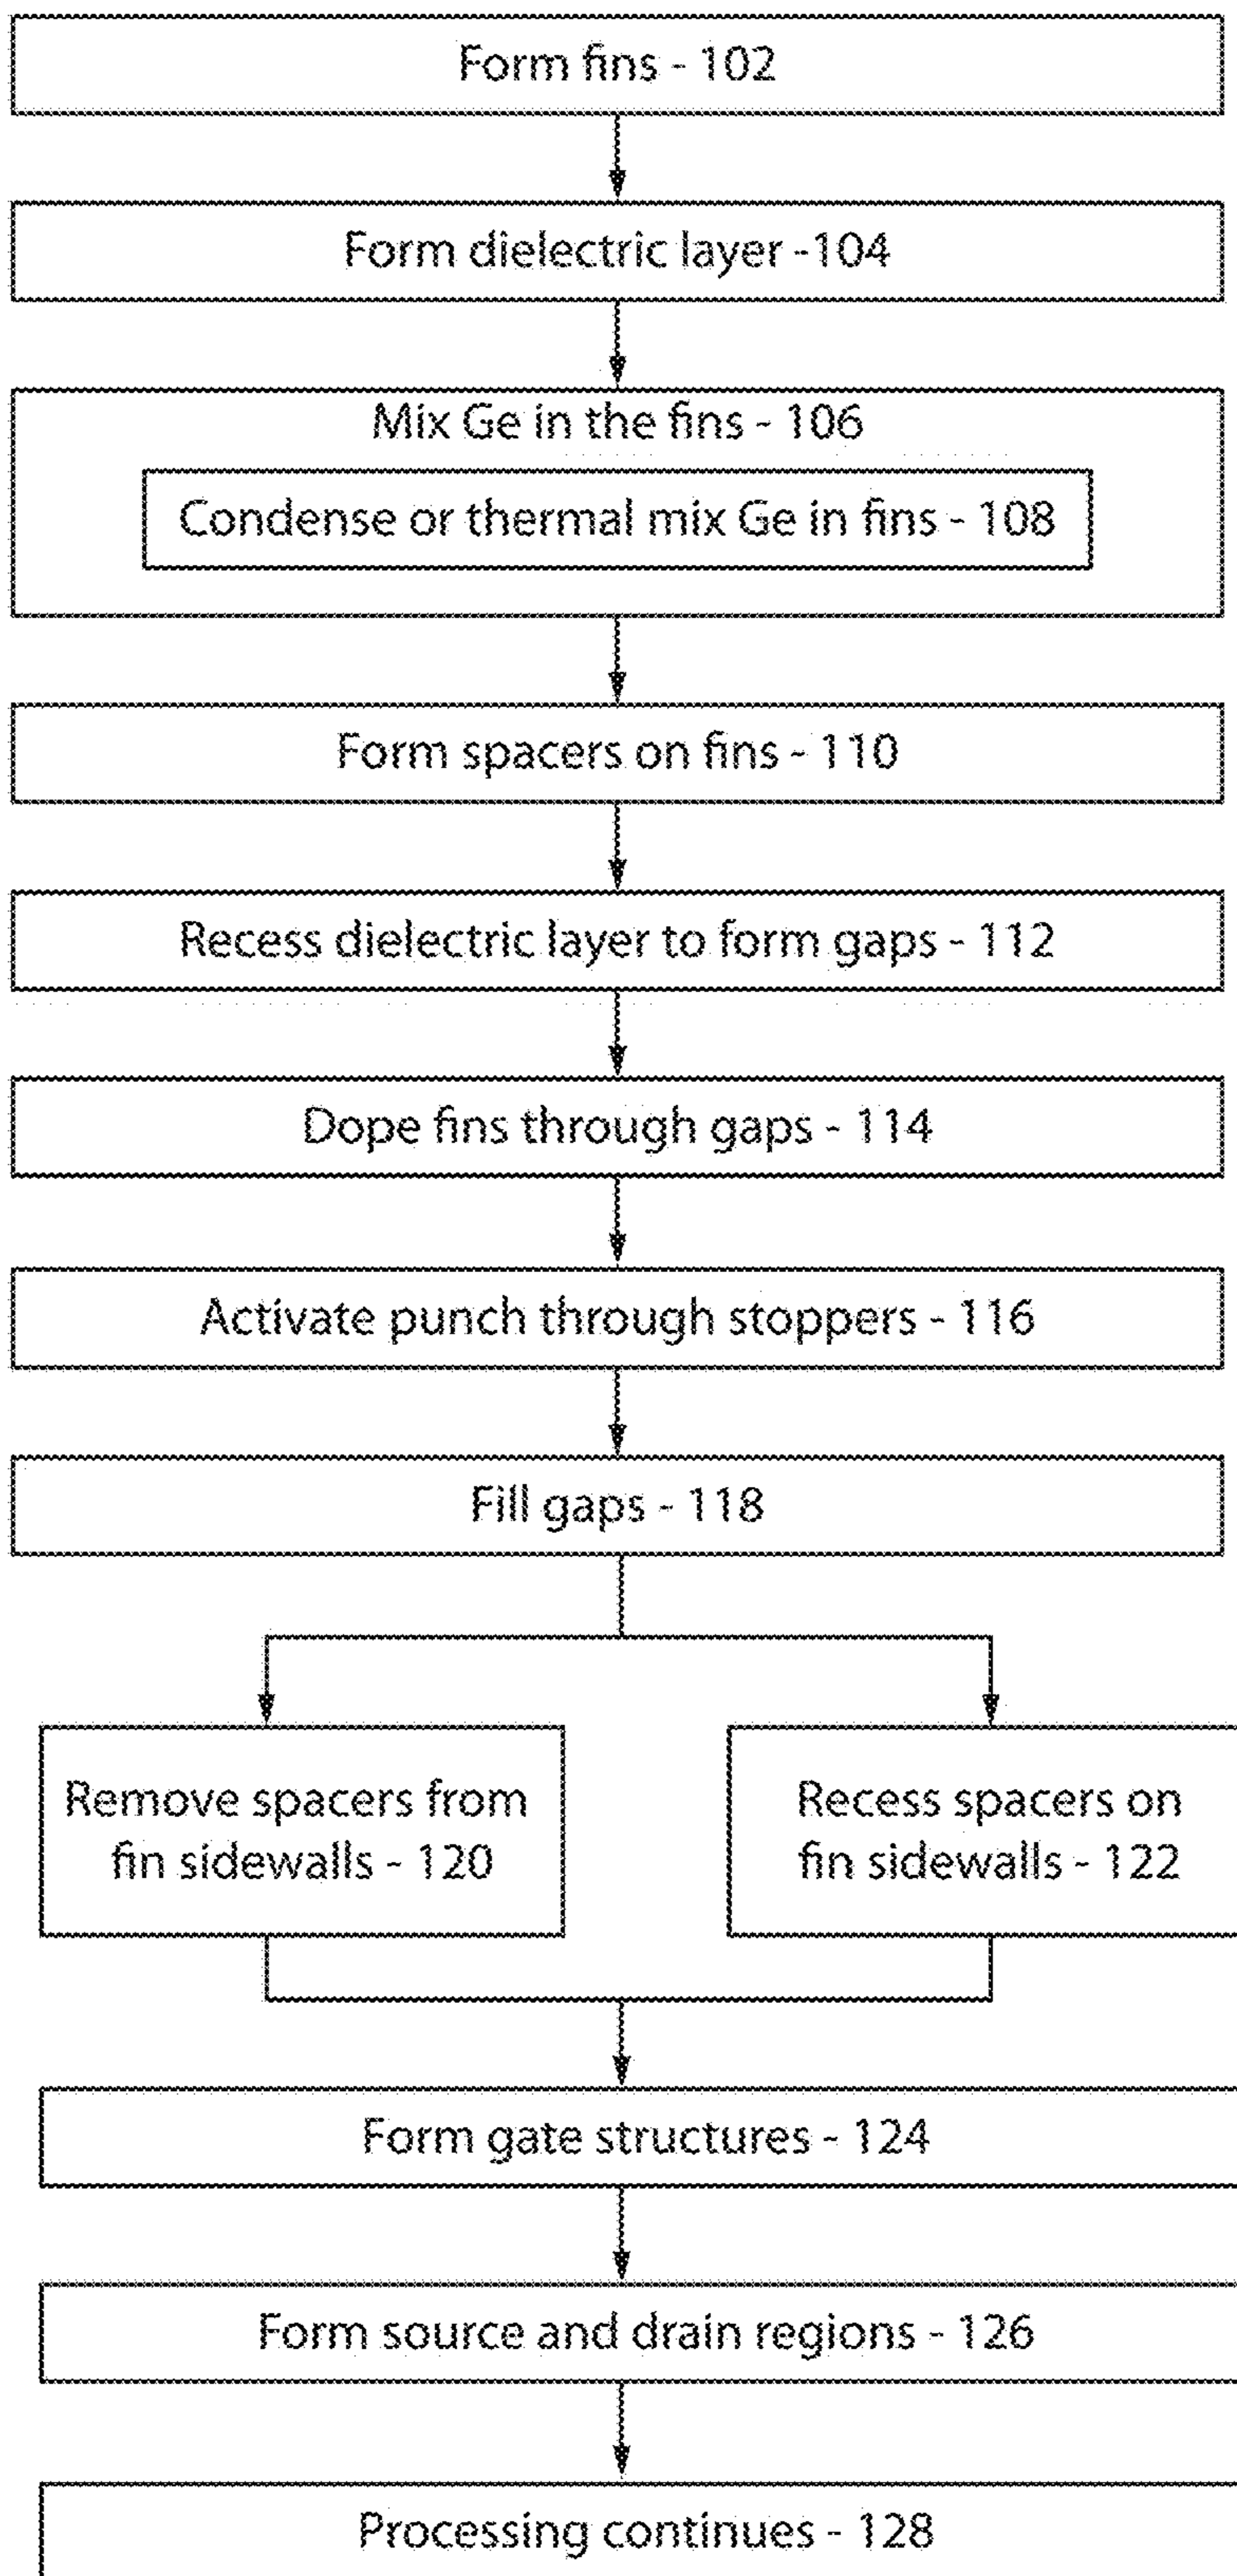 Form fins - 102
Form dielectric layer -104
Mix Ge in the fins - 106
Condense or thermal mix Ge in fins - 108
Form spacers on fins - 110
Recess dielectric layer to form gaps - 112
Dope fins through gaps - 114
Activate punch through stoppers - 116
Fill gaps - 118
Remove spacers from
fin sidewalls - 120
Recess spacers on
fin sidewalls - 122
Form gate structures - 124
Form source and drain regions - 126
Processing continues - 128